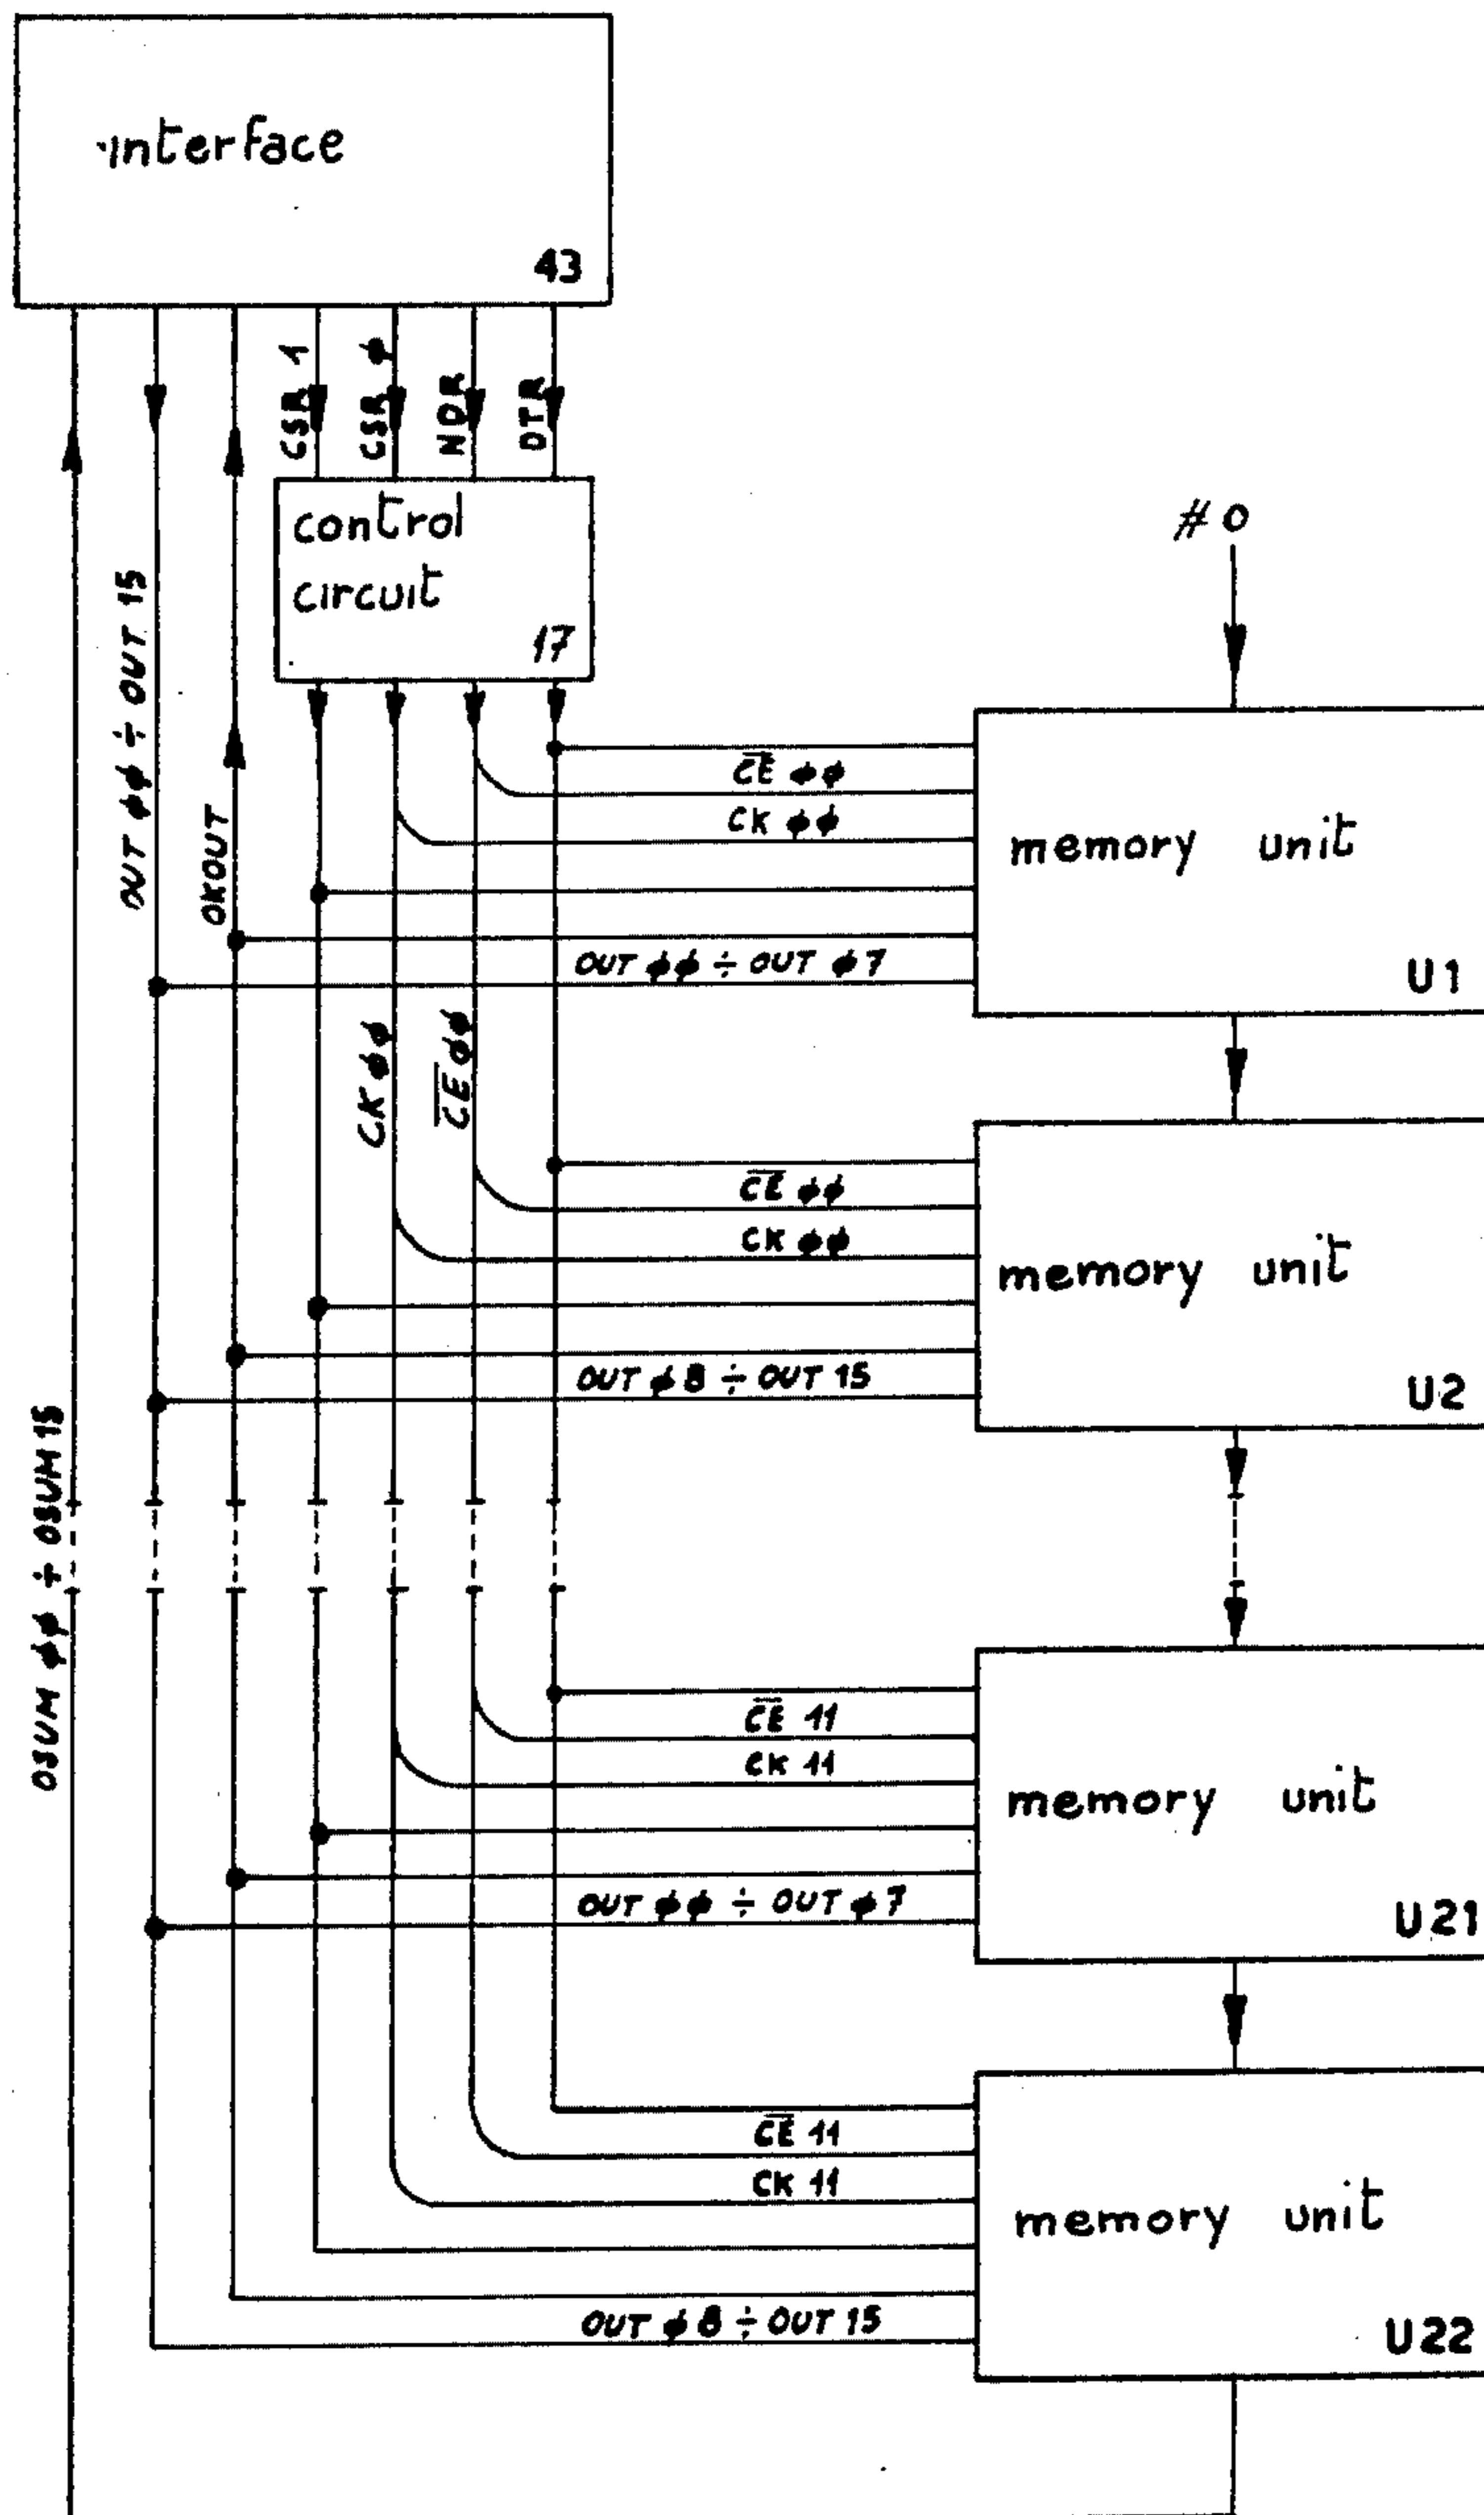 interface
43
CSR 1
CSR φ
NDR
DTR
control
circuit
17
# 0
OUT φφ ÷ OUT 15
OKOUT
CE φφ
CK φφ
memory unit
OUT φφ ÷ OUT φ7
U1
CK φφ
CE φφ
CE φφ
CK φφ
memory unit
OUT φ8 ÷ OUT 15
U2
OSUM φφ ÷ OSUM 15
CE 11
CK 11
memory unit
OUT φφ ÷ OUT φ7
U21
CE 11
CK 11
memory unit
OUT φ8 ÷ OUT 15
U22